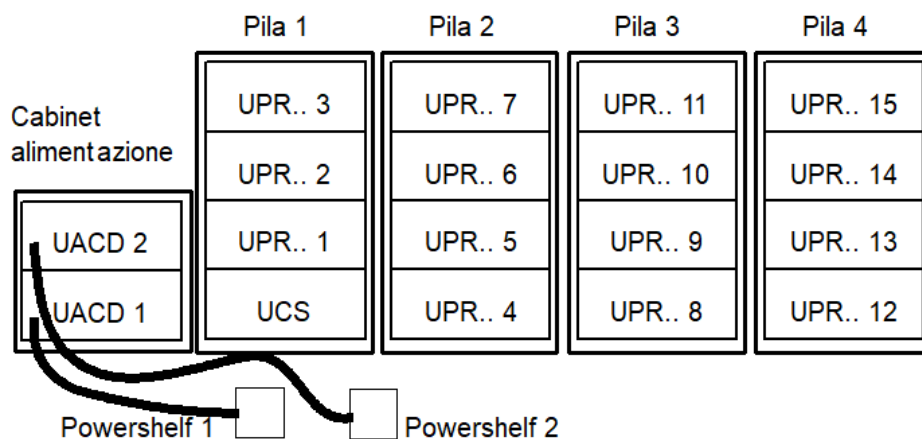 Pila 1
Pila 2
Pila 3
Pila 4
Cabinet
alimentazione
UACD 2
UACD 1
UPR.. 3
UPR.. 2
UPR.. 1
UCS
UPR.. 7
UPR.. 6
UPR.. 5
UPR.. 4
UPR.. 11
UPR.. 10
UPR.. 9
UPR.. 8
UPR.. 15
UPR.. 14
UPR.. 13
UPR.. 12
Powershelf 1
Powershelf 2